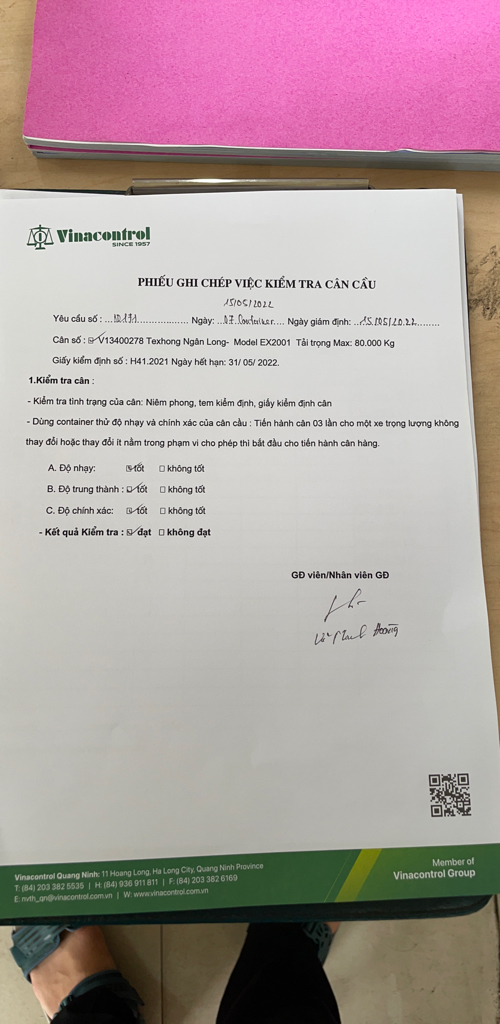 Vinacontrol
SINCE 1957
PHIẾU GHI CHÉP VIỆC KIỂM TRA CÂN CẦU
15/05/2022
Yêu cầu số : ...10191.................. Ngày: ...07 Container.... Ngày giám định: ..15/05/2022........
Cân số : V13400278 Texhong Ngân Long- Model EX2001 Tải trọng Max: 80.000 Kg
Giấy kiểm định số : H41.2021 Ngày hết hạn: 31/ 05/ 2022.
1.Kiểm tra cân :
- Kiểm tra tình trạng của cân: Niêm phong, tem kiểm định, giấy kiểm định cân
- Dùng container thử độ nhạy và chính xác của cân cầu : Tiến hành cân 03 lần cho một xe trọng lượng không
thay đổi hoặc thay đổi ít nằm trong phạm vi cho phép thì bắt đầu cho tiến hành cân hàng.
A. Độ nhạy: ☑ tốt ☐ không tốt
B. Độ trung thành : ☑ tốt ☐ không tốt
C. Độ chính xác: ☑ tốt ☐ không tốt
- Kết quả Kiểm tra : ☑ đạt ☐ không đạt
GĐ viên/Nhân viên GĐ
Hoàng
Vinacontrol Quang Ninh: 11 Hoang Long, Ha Long City, Quang Ninh Province
T: (84) 203 382 5535 | H: (84) 936 911 811 | F: (84) 203 382 6169
E: nvth_qn@vinacontrol.com.vn | W: www.vinacontrol.com.vn
Member of
Vinacontrol Group